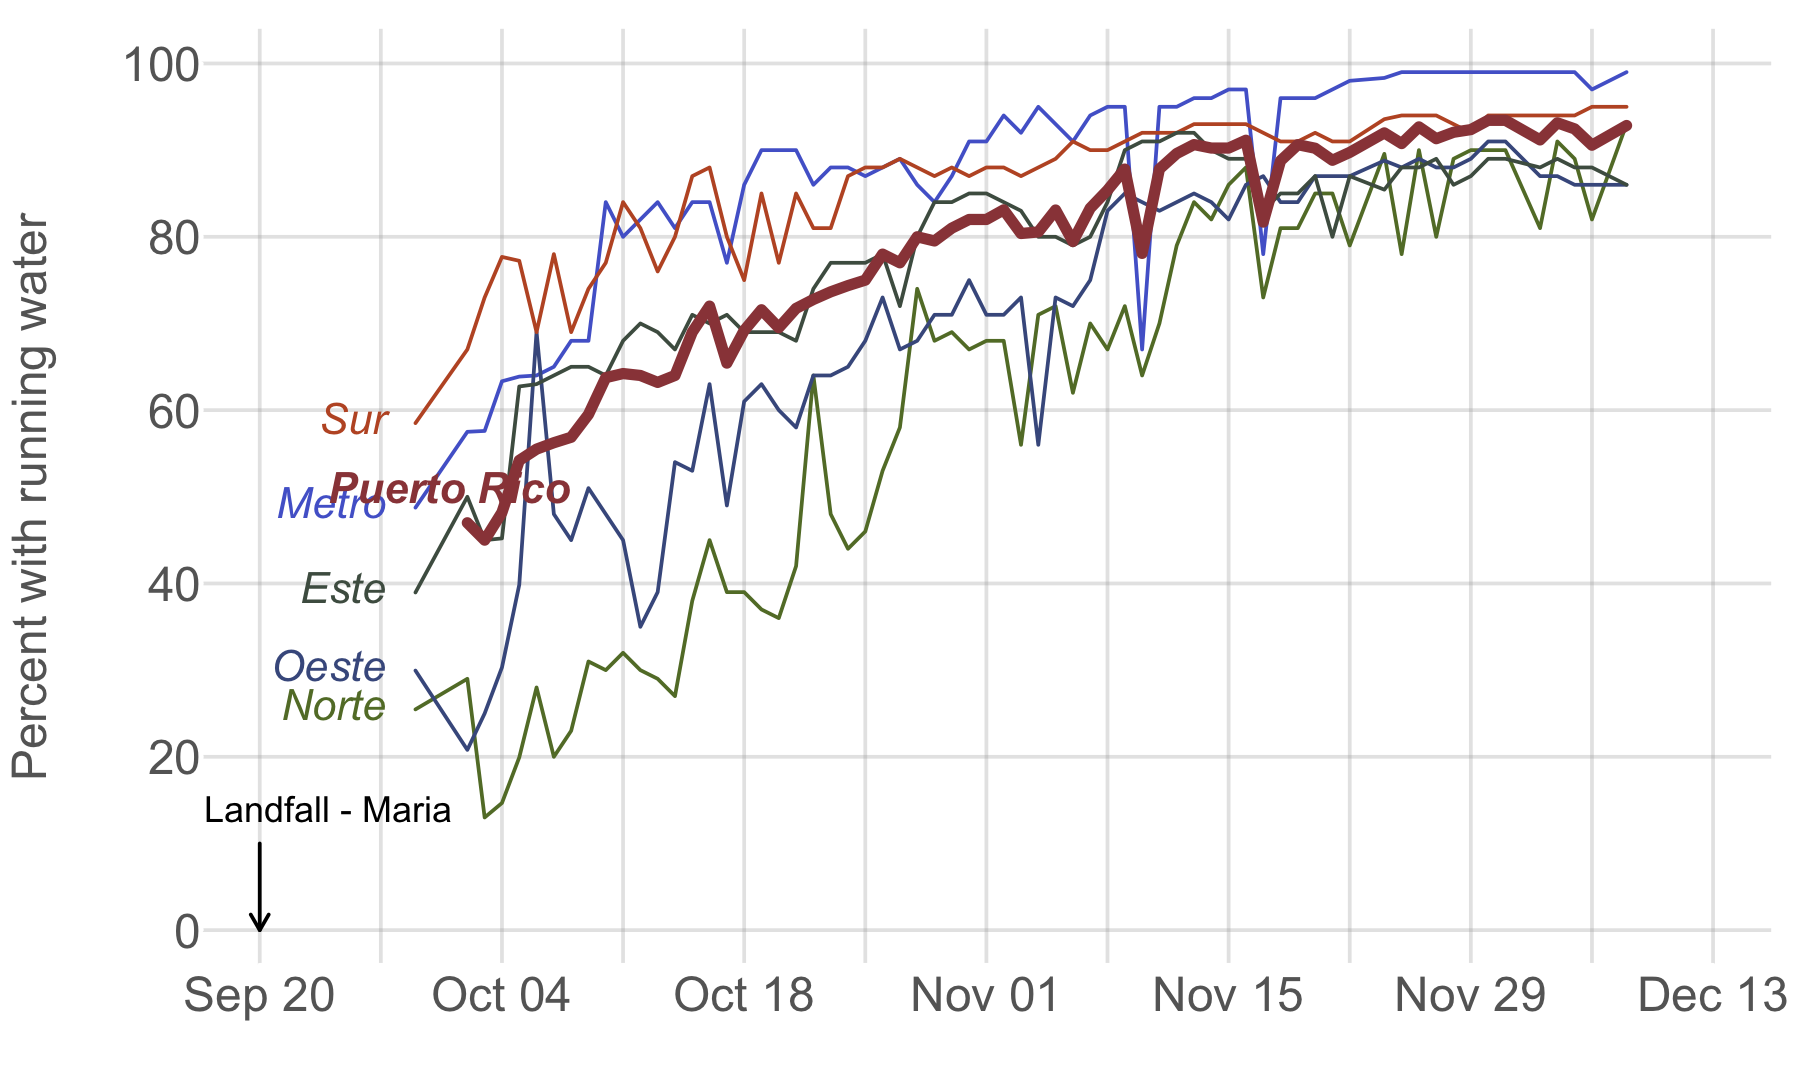 Percent with running water
100
80
60
40
20
0
Sur
Puerto Rico
Metro
Este
Oeste
Norte
Landfall - Maria
Sep 20
Oct 04
Oct 18
Nov 01
Nov 15
Nov 29
Dec 13